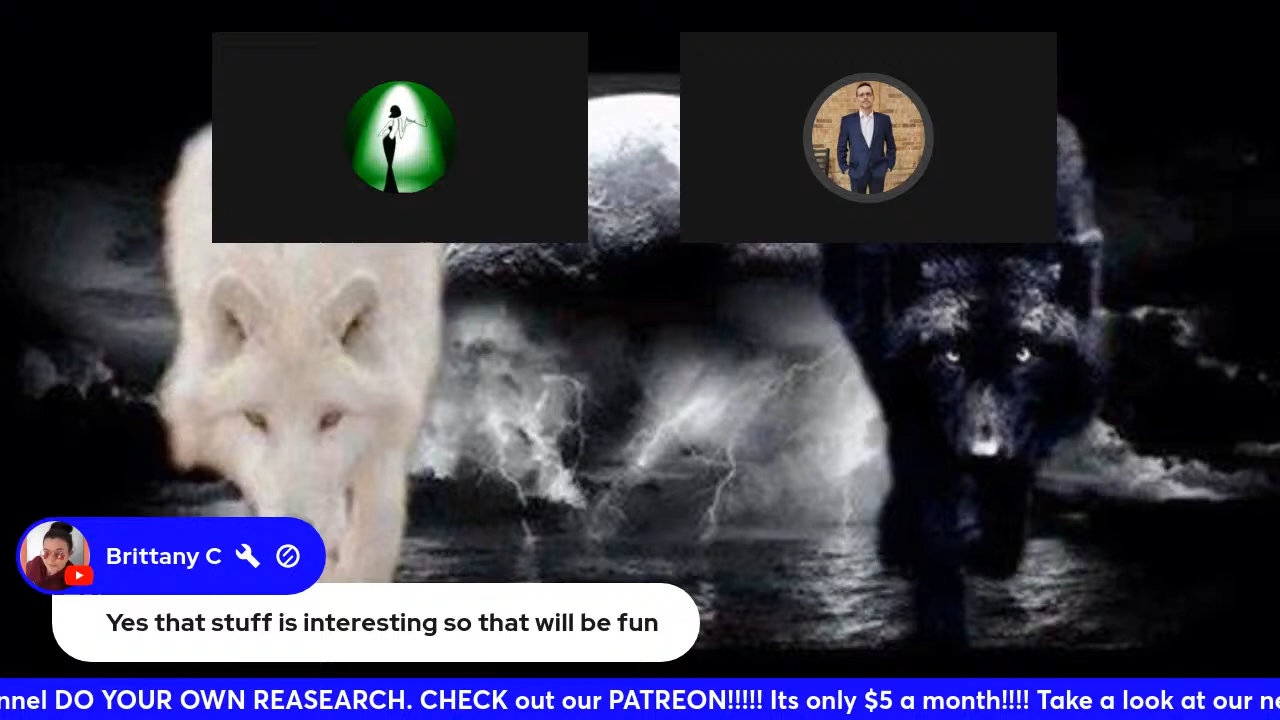 Brittany C
Yes that stuff is interesting so that will be fun
nnel DO YOUR OWN REASEARCH. CHECK out our PATREON!!!!! Its only $5 a month!!!! Take a look at our n